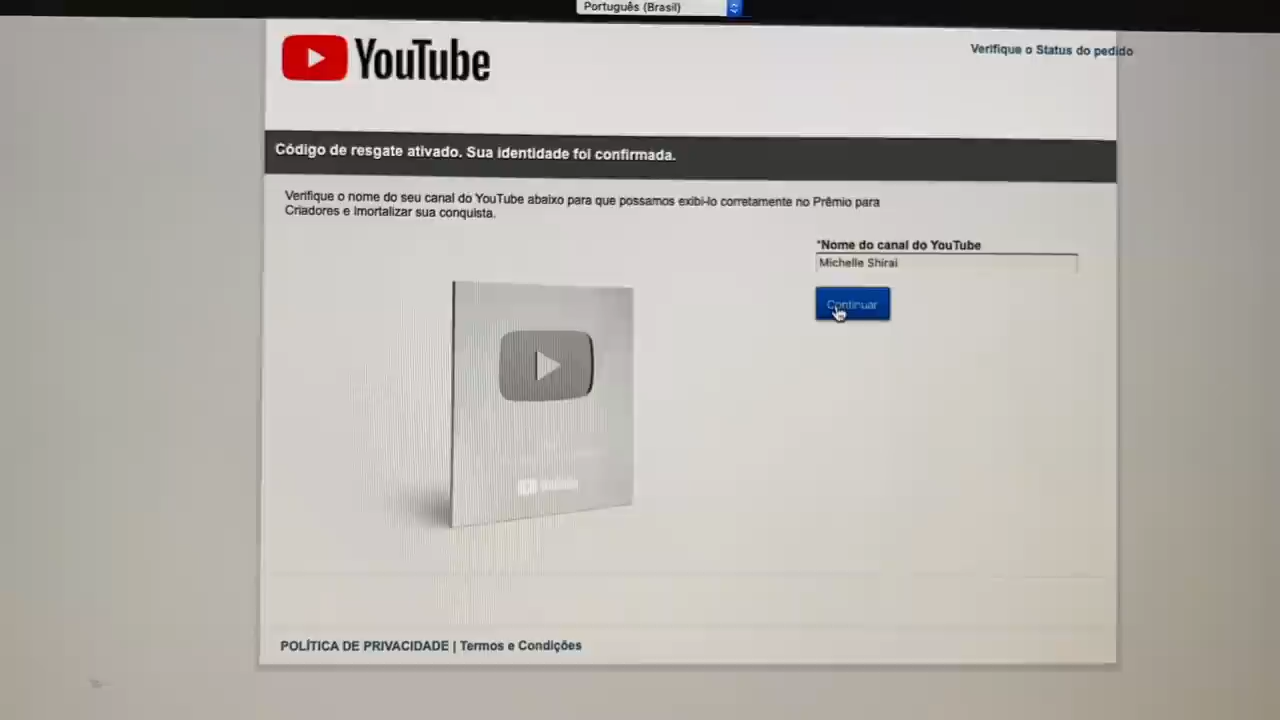 Português (Brasil)
YouTube
Verifique o Status do pedido
Código de resgate ativado. Sua identidade foi confirmada.
Verifique o nome do seu canal do YouTube abaixo para que possamos exibi-lo corretamente no Prêmio para
Criadores e imortalizar sua conquista.
*Nome do canal do YouTube
Michelle Shirai
Continuar
POLÍTICA DE PRIVACIDADE | Termos e Condições